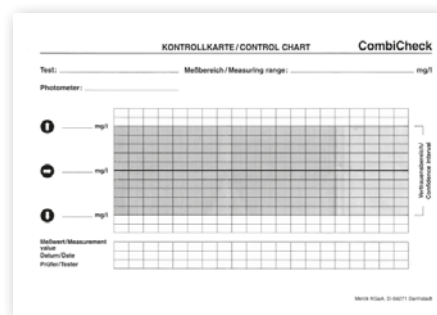 KONTROLLKARTE/CONTROL CHART CombiCheck
Test: Meßbereich/Measuring range: mg/l
Photometer:
mg/l
mg/l
mg/l
Vertrauensbereich/
Confidence interval
Meßwert/Measurement
value
Datum/Date
Prüfer/Tester
Merck KGaA, D-64271 Darmstadt